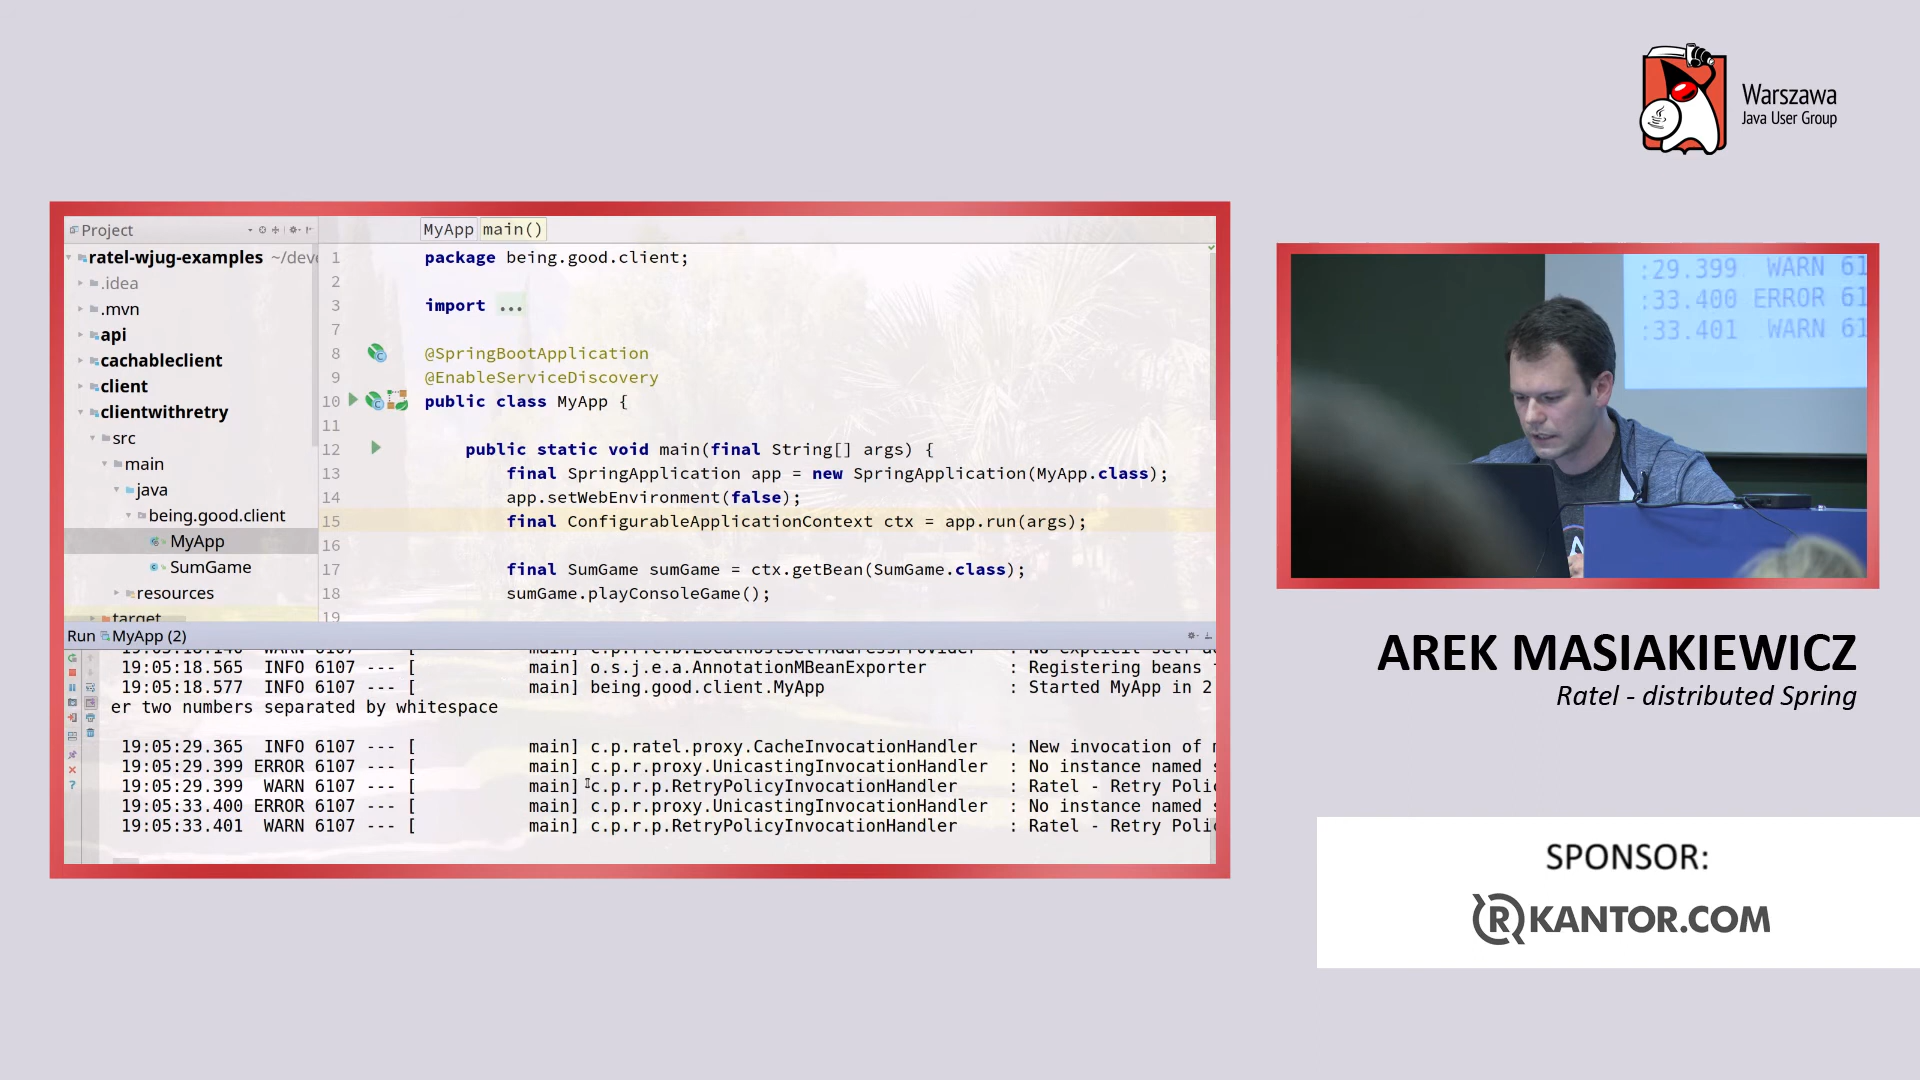 Warszawa
Java User Group
Project
ratel-wjug-examples ~/deve
.idea
.mvn
api
cachableclient
client
clientwithretry
src
main
java
being.good.client
MyApp
SumGame
resources
target
MyApp main()
1 package being.good.client;
2
3 import ...
7
8 @SpringBootApplication
9 @EnableServiceDiscovery
10 public class MyApp {
11
12 public static void main(final String[] args) {
13 final SpringApplication app = new SpringApplication(MyApp.class);
14 app.setWebEnvironment(false);
15 final ConfigurableApplicationContext ctx = app.run(args);
16
17 final SumGame sumGame = ctx.getBean(SumGame.class);
18 sumGame.playConsoleGame();
19
Run MyApp (2)
19:05:18.565 INFO 6107 --- [ main] o.s.j.e.a.AnnotationMBeanExporter : Registering beans
19:05:18.577 INFO 6107 --- [ main] being.good.client.MyApp : Started MyApp in 2
er two numbers separated by whitespace
19:05:29.365 INFO 6107 --- [ main] c.p.ratel.proxy.CacheInvocationHandler : New invocation of
19:05:29.399 ERROR 6107 --- [ main] c.p.r.proxy.UnicastingInvocationHandler : No instance named
19:05:29.399 WARN 6107 --- [ main] c.p.r.p.RetryPolicyInvocationHandler : Ratel - Retry Poli
19:05:33.400 ERROR 6107 --- [ main] c.p.r.proxy.UnicastingInvocationHandler : No instance named
19:05:33.401 WARN 6107 --- [ main] c.p.r.p.RetryPolicyInvocationHandler : Ratel - Retry Poli
:29.399 WARN 61
:33.400 ERROR 61
:33.401 WARN 61
AREK MASIAKIEWICZ
Ratel - distributed Spring
SPONSOR:
RKANTOR.COM